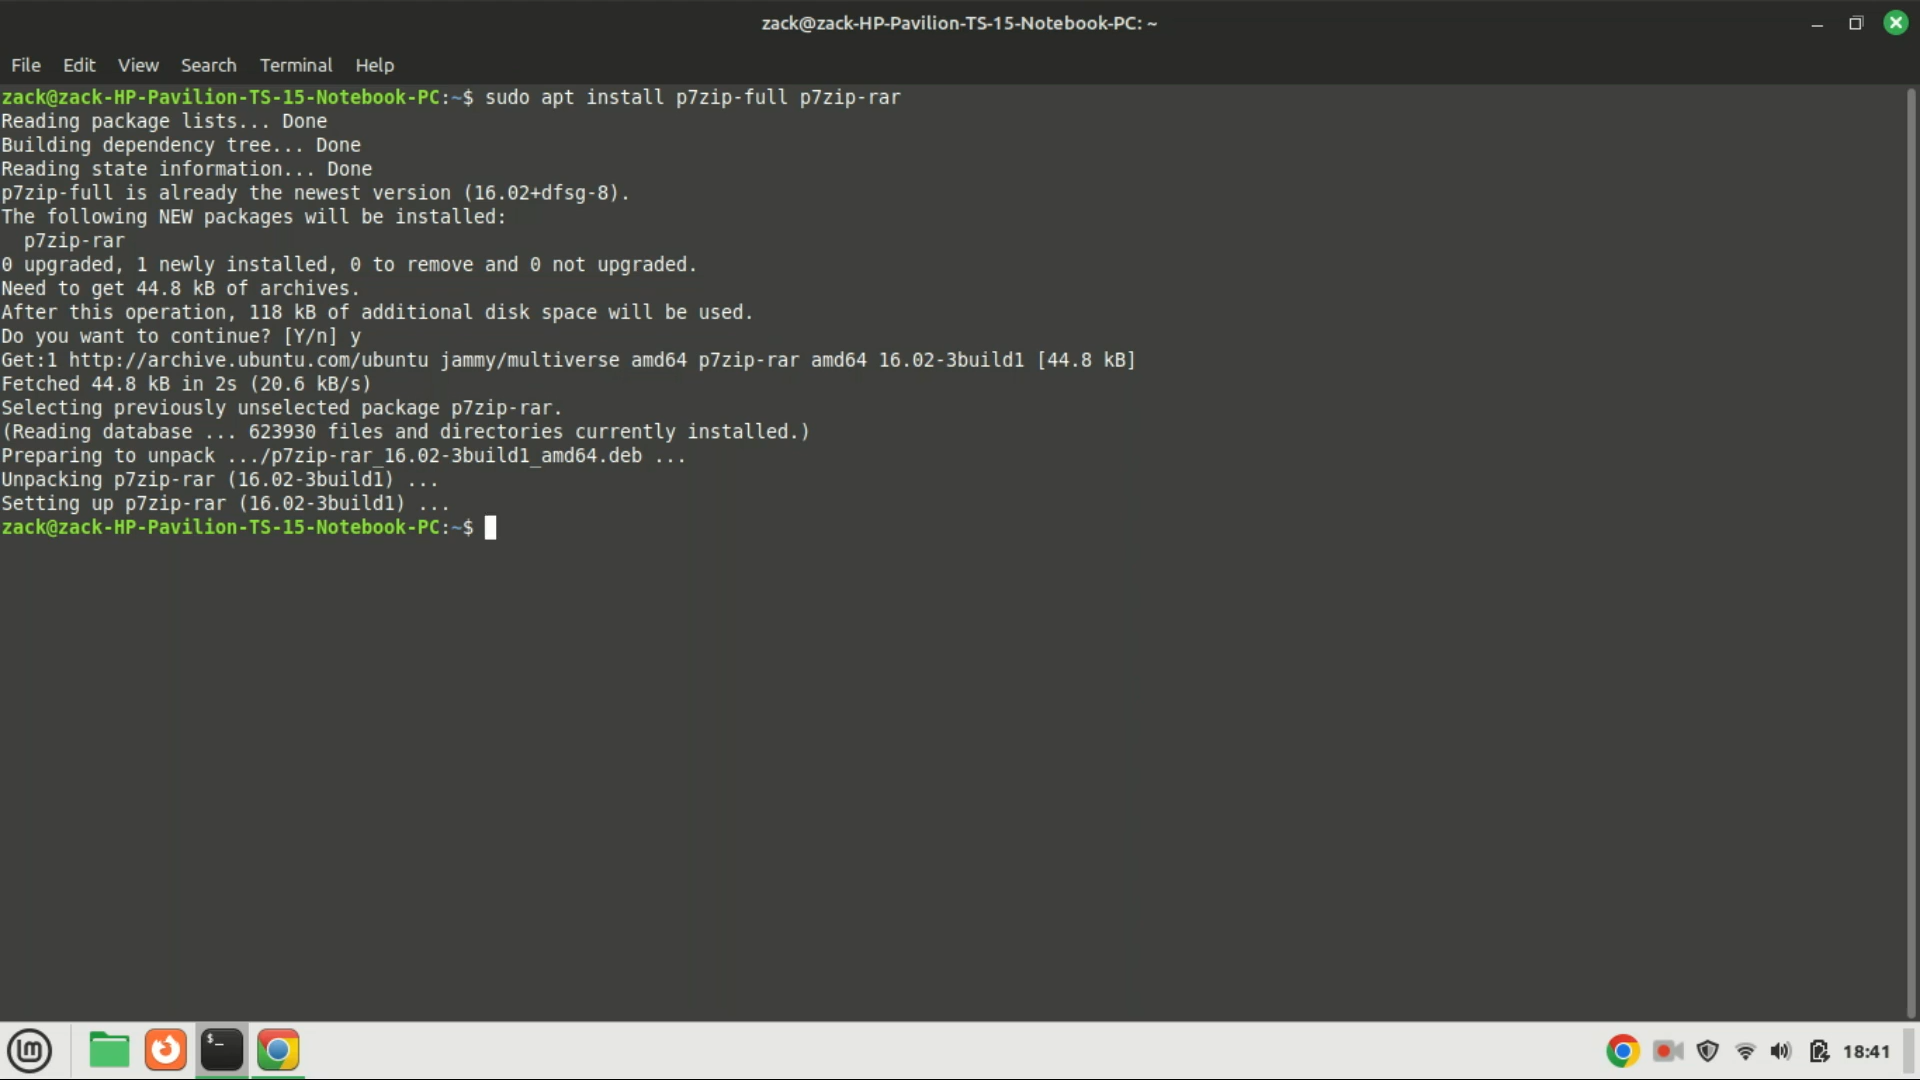 zack@zack-HP-Pavilion-TS-15-Notebook-PC: ~
File Edit View Search Terminal Help
zack@zack-HP-Pavilion-TS-15-Notebook-PC:~$ sudo apt install p7zip-full p7zip-rar
Reading package lists... Done
Building dependency tree... Done
Reading state information... Done
p7zip-full is already the newest version (16.02+dfsg-8).
The following NEW packages will be installed:
  p7zip-rar
0 upgraded, 1 newly installed, 0 to remove and 0 not upgraded.
Need to get 44.8 kB of archives.
After this operation, 118 kB of additional disk space will be used.
Do you want to continue? [Y/n] y
Get:1 http://archive.ubuntu.com/ubuntu jammy/multiverse amd64 p7zip-rar amd64 16.02-3build1 [44.8 kB]
Fetched 44.8 kB in 2s (20.6 kB/s)
Selecting previously unselected package p7zip-rar.
(Reading database ... 623930 files and directories currently installed.)
Preparing to unpack .../p7zip-rar_16.02-3build1_amd64.deb ...
Unpacking p7zip-rar (16.02-3build1) ...
Setting up p7zip-rar (16.02-3build1) ...
zack@zack-HP-Pavilion-TS-15-Notebook-PC:~$
lm $_ 18:41